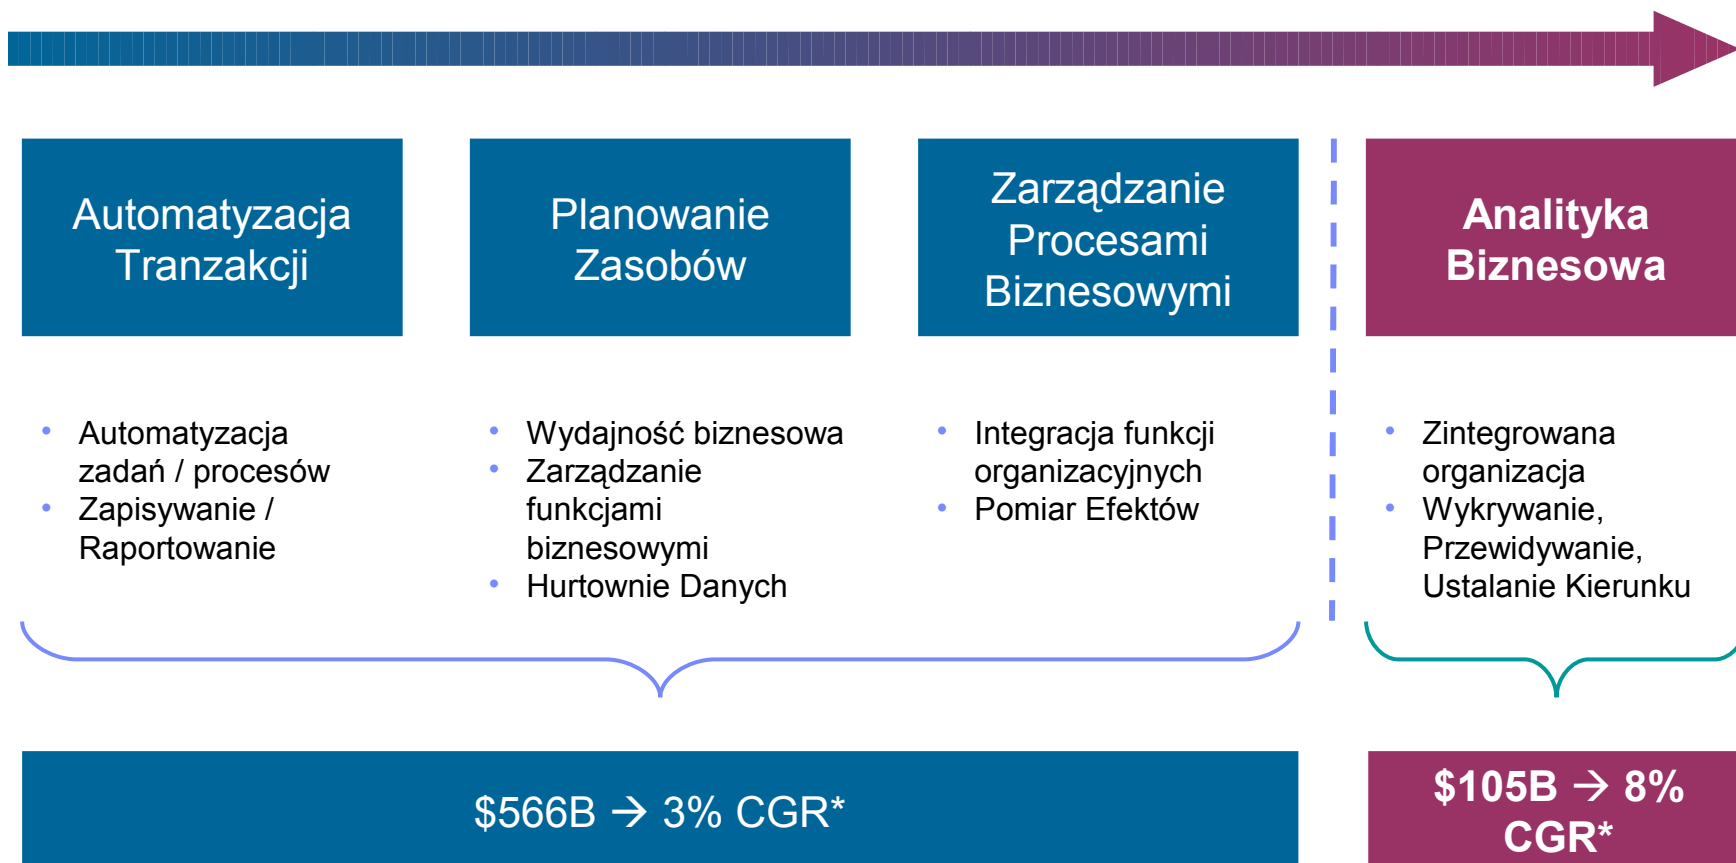 Automatyzacja
Tranzakcji
Planowanie
Zasobów
Zarządzanie
Procesami
Biznesowymi
Analityka
Biznesowa
• Automatyzacja
zadań / procesów
• Zapisywanie /
Raportowanie
• Wydajność biznesowa
• Zarządzanie
funkcjami
biznesowymi
• Hurtownie Danych
• Integracja funkcji
organizacyjnych
• Pomiar Efektów
• Zintegrowana
organizacja
• Wykrywanie,
Przewidywanie,
Ustalanie Kierunku
$566B → 3% CGR*
$105B → 8%
CGR*